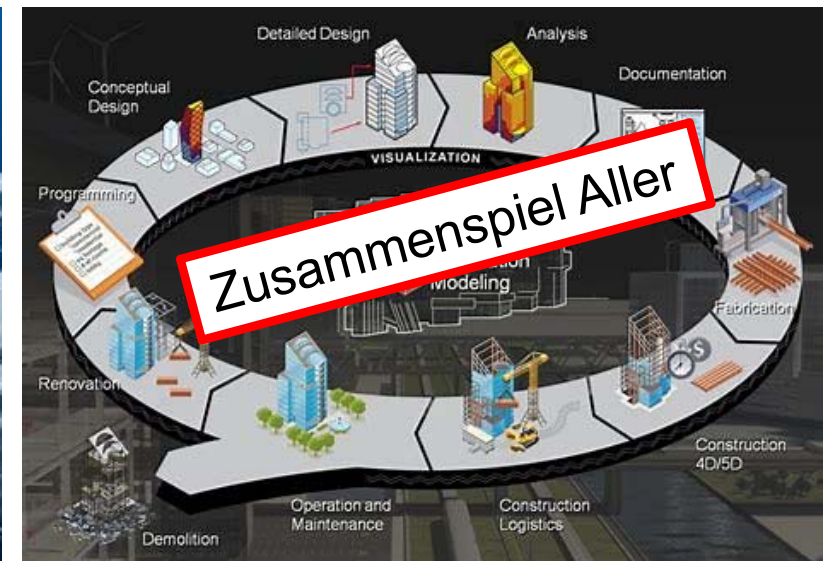 Detailed Design
Analysis
Conceptual
Design
Documentation
VISUALIZATION
Programming
Zusammenspiel Aller
Modeling
Fabrication
Renovation
Construction
4D/5D
Operation and
Maintenance
Construction
Logistics
Demolition